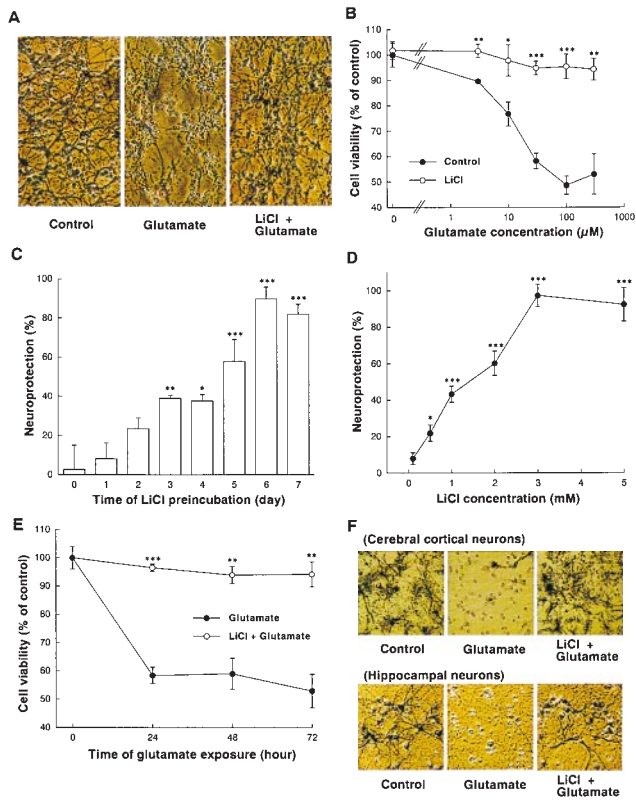 A
Control
Glutamate
LiCl +
Glutamate
B
Cell viability (% of control)
110
100
90
80
70
60
50
40
** * *** *** **
Control
LiCl
0 1 10 100 1000
Glutamate concentration (μM)
C
Neuroprotection (%)
100
80
60
40
20
0
** * *** *** ***
0 1 2 3 4 5 6 7
Time of LiCl preincubation (day)
D
Neuroprotection (%)
100
80
60
40
20
0
* *** *** *** ***
0 1 2 3 4 5
LiCl concentration (mM)
E
Cell viability (% of control)
110
100
90
80
70
60
50
40
*** ** **
Glutamate
LiCl + Glutamate
0 24 48 72
Time of glutamate exposure (hour)
F
(Cerebral cortical neurons)
Control
Glutamate
LiCl +
Glutamate
(Hippocampal neurons)
Control
Glutamate
LiCl +
Glutamate